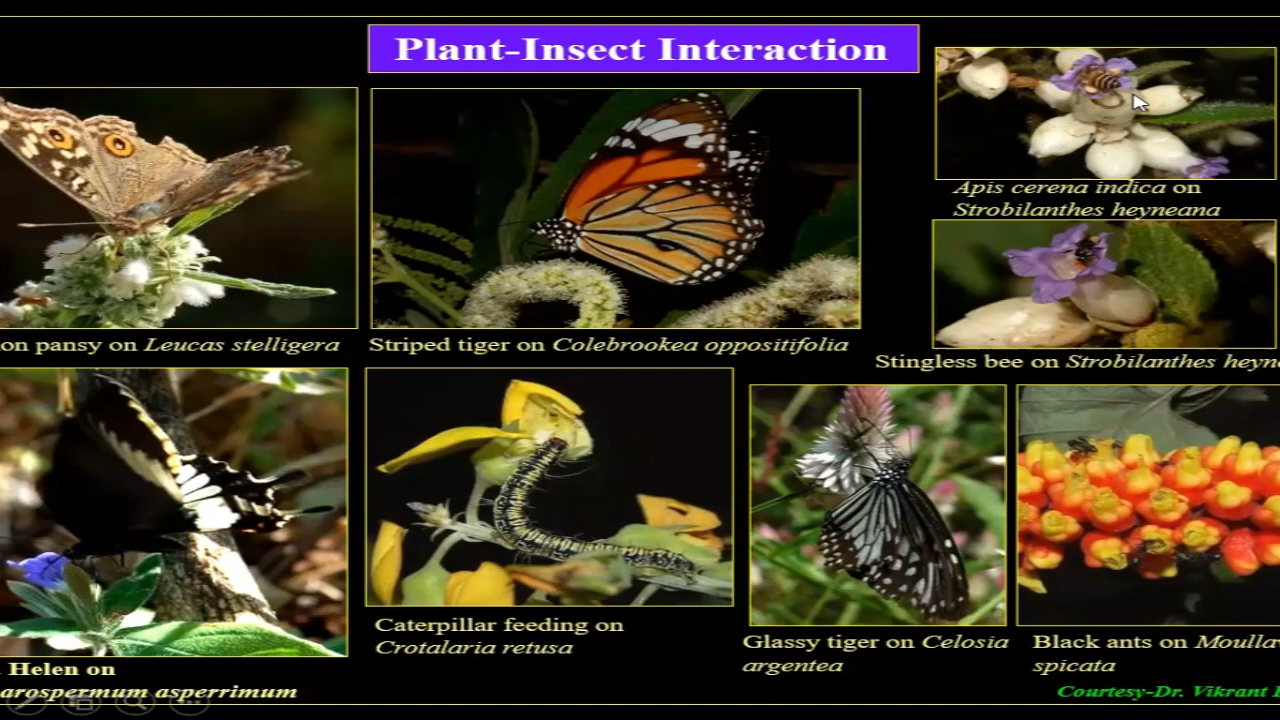 Plant-Insect Interaction
Apis cerena indica on
Strobilanthes heyneana
on pansy on Leucas stelligera
Striped tiger on Colebrookea oppositifolia
Stingless bee on Strobilanthes heyn
Helen on
arospermum asperrimum
Caterpillar feeding on
Crotalaria retusa
Glassy tiger on Celosia
argentea
Black ants on Moulla
spicata
Courtesy-Dr. Vikrant